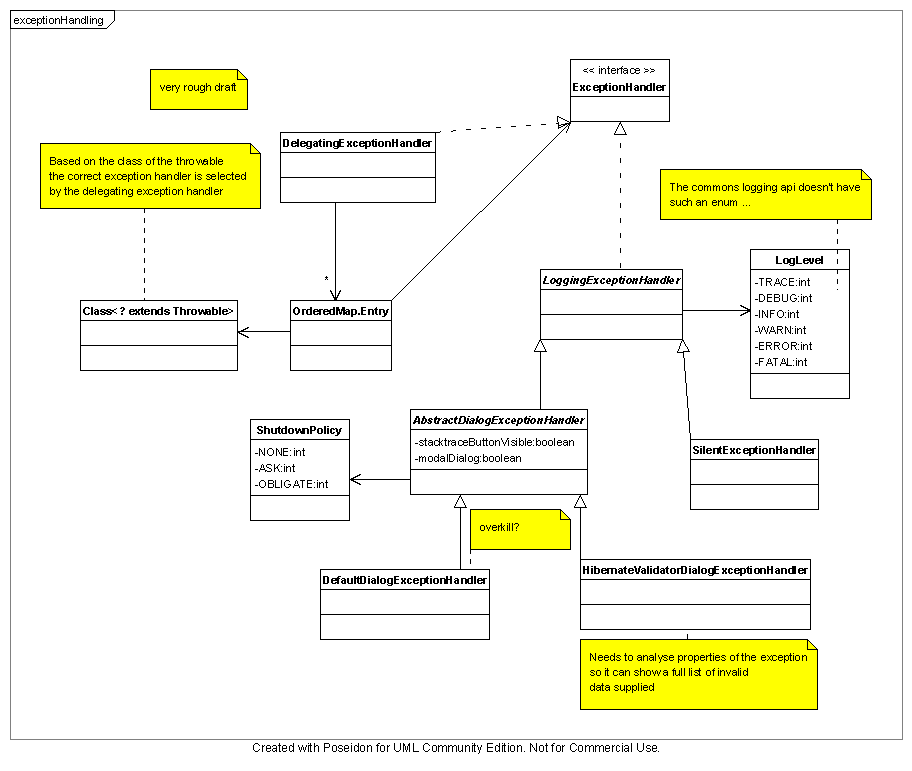 exceptionHandling
very rough draft
<< interface >>
ExceptionHandler
DelegatingExceptionHandler
Based on the class of the throwable
the correct exception handler is selected
by the delegating exception handler
The commons logging api doesn't have
such an enum ...
*
LogLevel
-TRACE:int
-DEBUG:int
-INFO:int
-WARN:int
-ERROR:int
-FATAL:int
LoggingExceptionHandler
Class< ? extends Throwable>
OrderedMap.Entry
ShutdownPolicy
-NONE:int
-ASK:int
-OBLIGATE:int
AbstractDialogExceptionHandler
-stacktraceButtonVisible:boolean
-modalDialog:boolean
SilentExceptionHandler
overkill?
DefaultDialogExceptionHandler
HibernateValidatorDialogExceptionHandler
Needs to analyse properties of the exception
so it can show a full list of invalid
data supplied
Created with Poseidon for UML Community Edition. Not for Commercial Use.